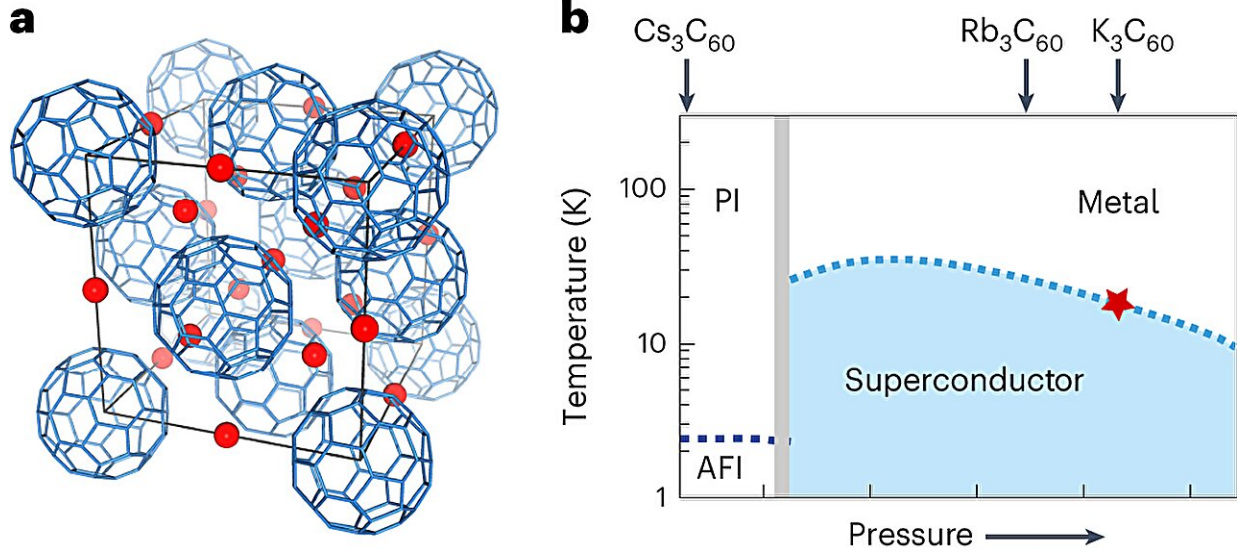 a
b
Cs₃C₆₀
Rb₃C₆₀
K₃C₆₀
Temperature (K)
100
10
1
PI
Metal
Superconductor
AFI
Pressure